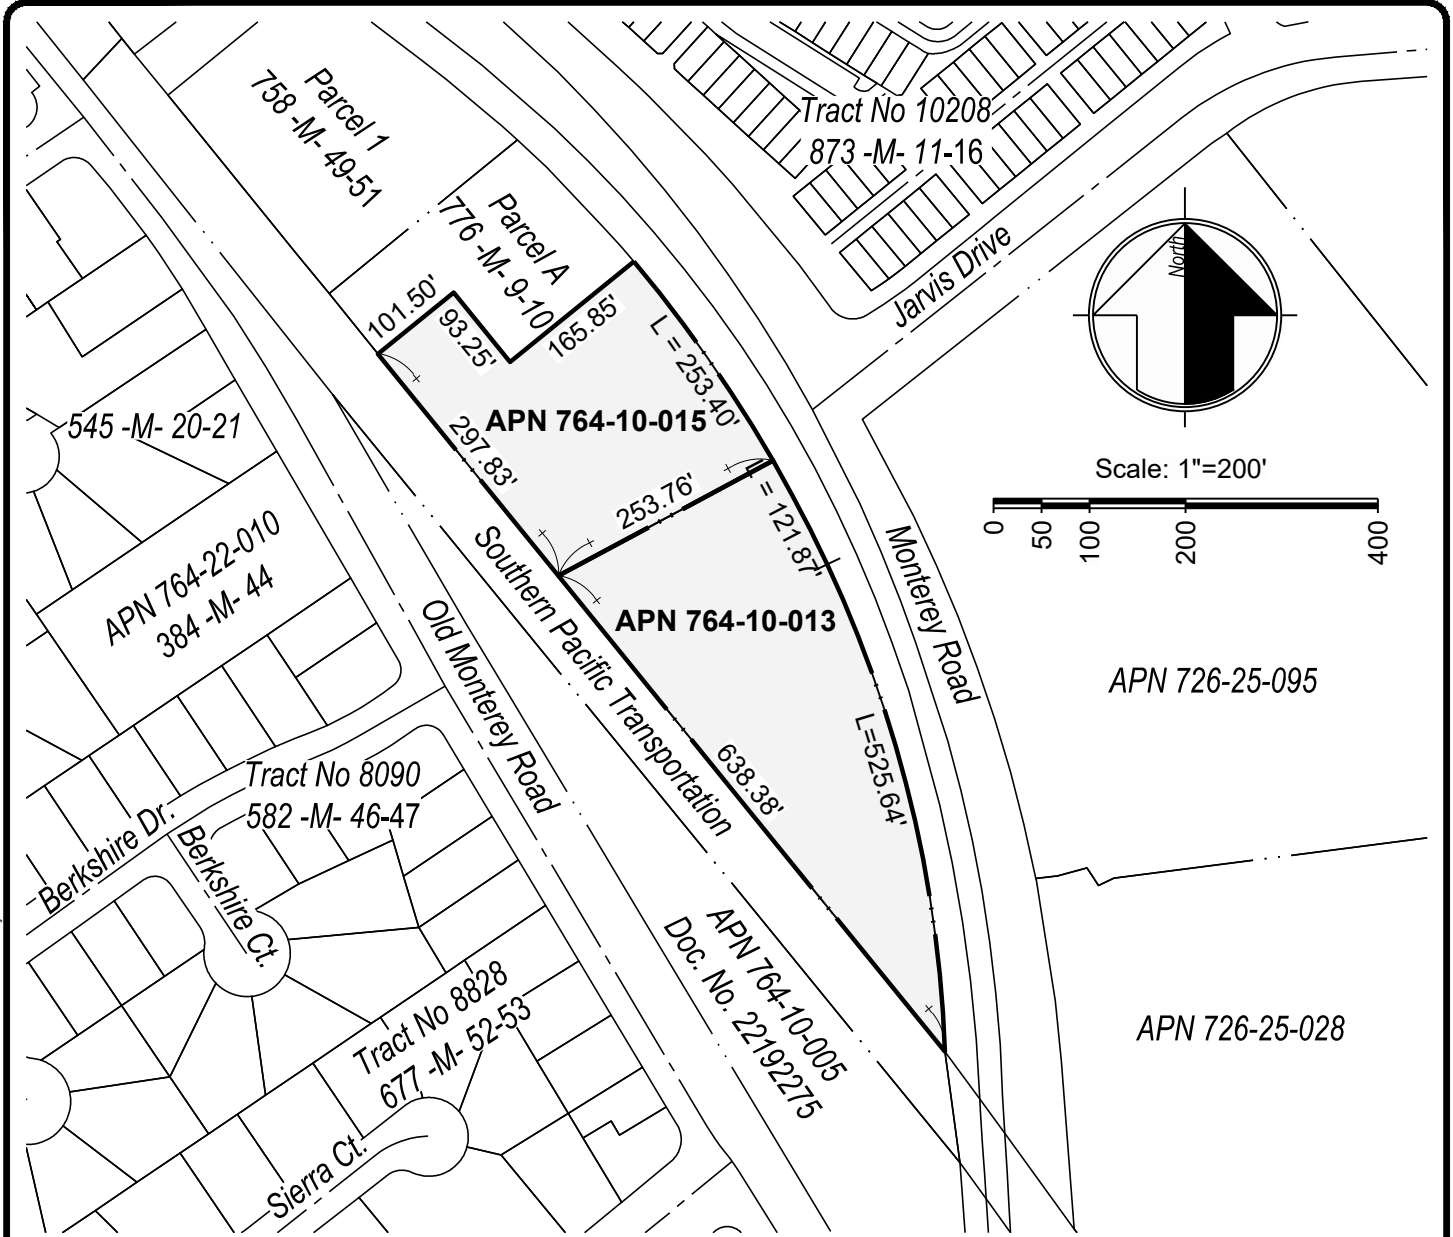 Parcel 1
758 -M- 49-51
Tract No 10208
873 -M- 11-16
Parcel A
776 -M- 9-10
Jarvis Drive
North
101.50'
93.25'
165.85'
L = 253.40'
545 -M- 20-21
APN 764-10-015
297.83'
253.76'
L = 121.87'
Scale: 1"=200'
0 50 100 200 400
APN 764-22-010
384 -M- 44
Southern Pacific Transportation
Old Monterey Road
APN 764-10-013
Monterey Road
APN 726-25-095
L=525.64'
638.38'
Tract No 8090
582 -M- 46-47
Berkshire Dr.
Berkshire Ct.
APN 764-10-005
Doc. No. 22192275
Tract No 8828
677 -M- 52-53
APN 726-25-028
Sierra Ct.